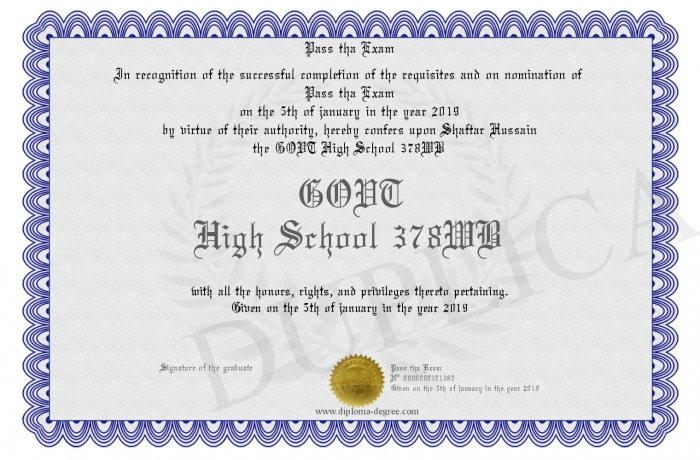 Pass tha Exam
In recognition of the successful completion of the requisites and on nomination of
Pass tha Exam
on the 5th of january in the year 2019
by virtue of their authority, hereby confers upon Shaftar Hussain
the GOVT High School 378WB
GOVT
High School 378WB
with all the honors, rights, and privileges thereto pertaining.
Given on the 5th of january in the year 2019
Signature of the graduate
Pass tha Exam
Given on the 5th of january in the year 2019
www.diploma-degree.com
DUPLICA